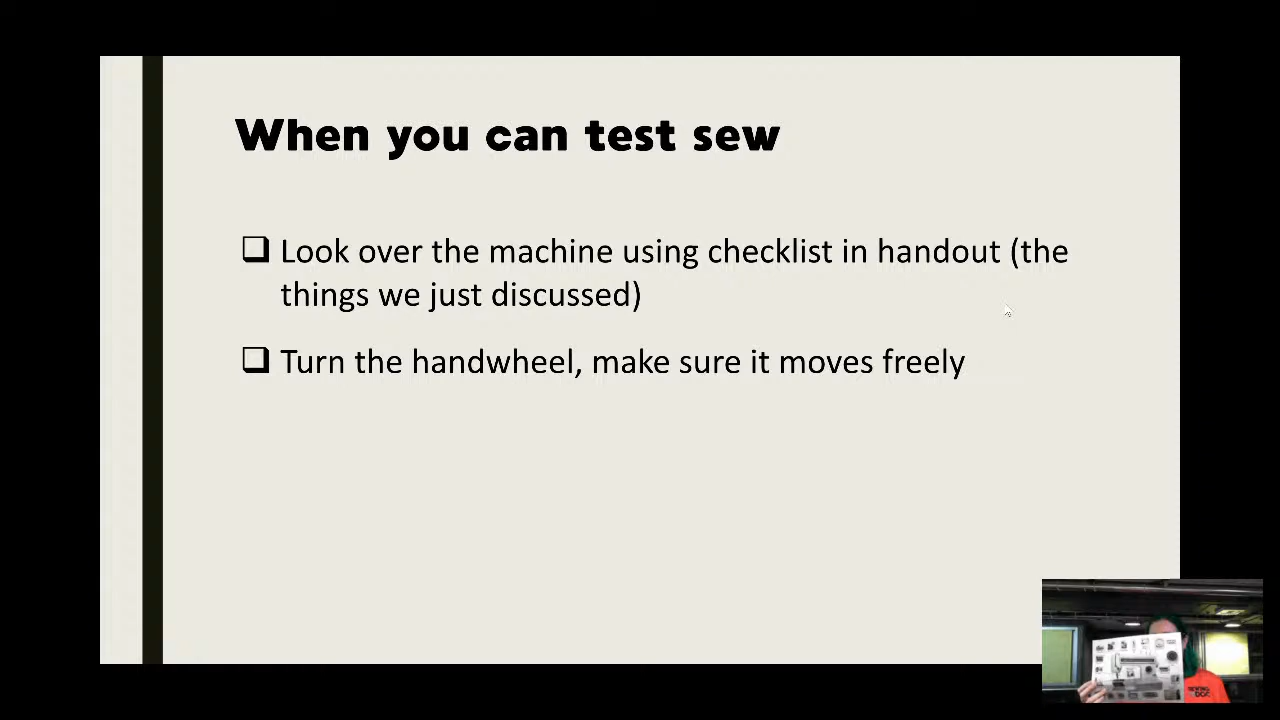 When you can test sew
❑ Look over the machine using checklist in handout (the
things we just discussed)
❑ Turn the handwheel, make sure it moves freely